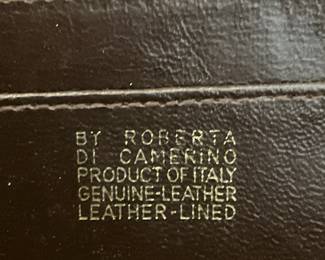 BY ROBERTA
DI CAMERINO
PRODUCT OF ITALY
GENUINE-LEATHER
LEATHER-LINED